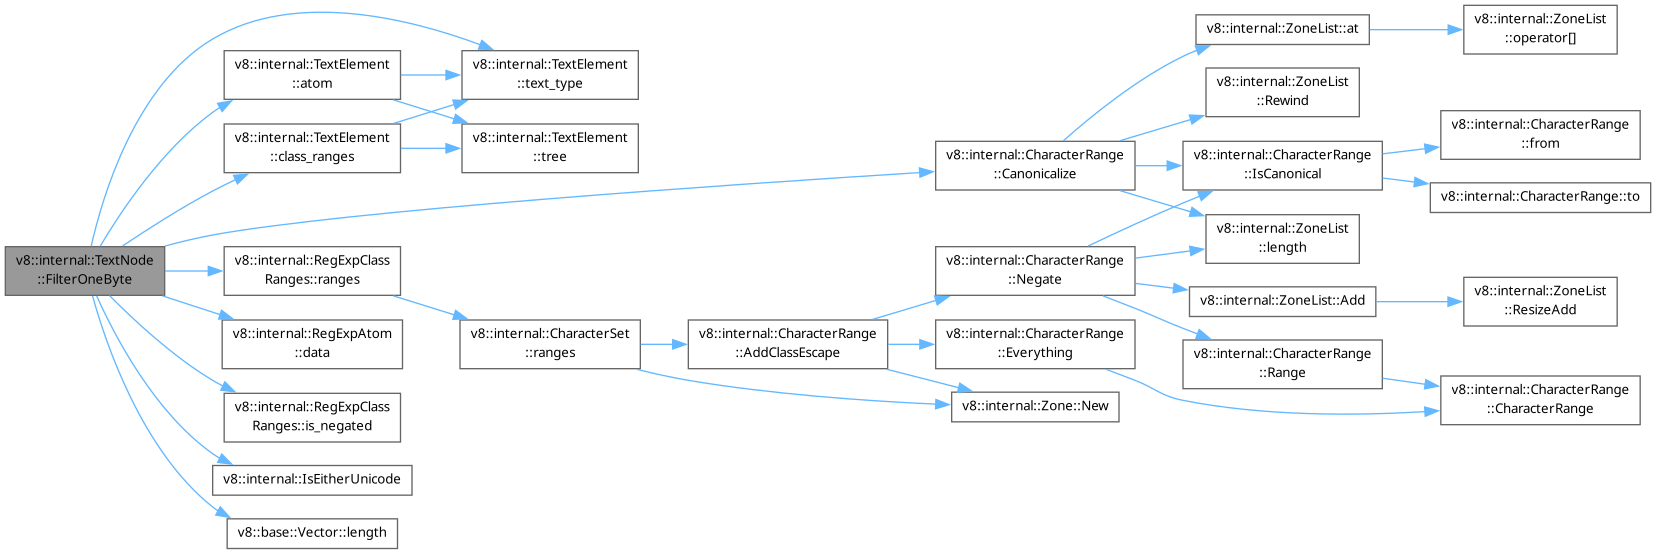 v8::internal::TextNode
::FilterOneByte
v8::internal::TextElement
::atom
v8::internal::TextElement
::class_ranges
v8::internal::RegExpClass
Ranges::ranges
v8::internal::RegExpAtom
::data
v8::internal::RegExpClass
Ranges::is_negated
v8::internal::IsEitherUnicode
v8::base::Vector::length
v8::internal::TextElement
::text_type
v8::internal::TextElement
::tree
v8::internal::CharacterSet
::ranges
v8::internal::CharacterRange
::AddClassEscape
v8::internal::CharacterRange
::Canonicalize
v8::internal::CharacterRange
::Negate
v8::internal::CharacterRange
::Everything
v8::internal::Zone::New
v8::internal::ZoneList::at
v8::internal::ZoneList
::Rewind
v8::internal::CharacterRange
::IsCanonical
v8::internal::ZoneList
::length
v8::internal::ZoneList::Add
v8::internal::CharacterRange
::Range
v8::internal::ZoneList
::operator[]
v8::internal::CharacterRange
::from
v8::internal::CharacterRange::to
v8::internal::ZoneList
::ResizeAdd
v8::internal::CharacterRange
::CharacterRange